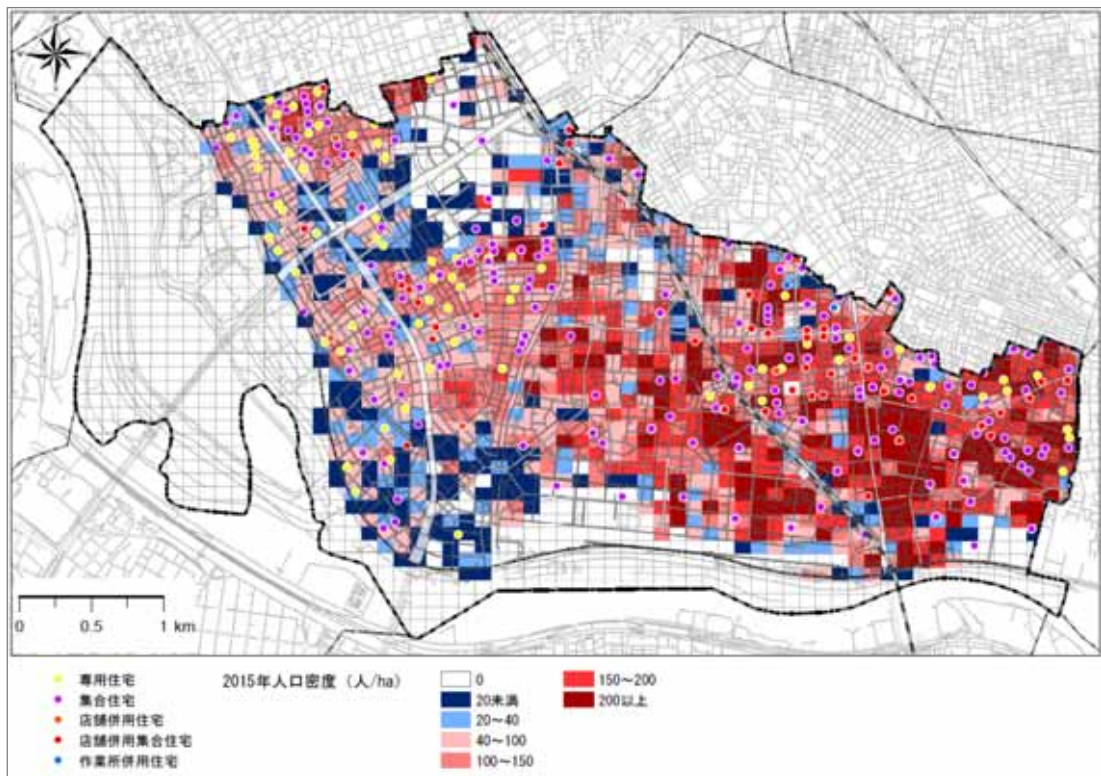 0 0.5 1 km
専用住宅
集合住宅
店舗併用住宅
店舗併用集合住宅
作業所併用住宅
2015年人口密度（人/ha）
0
20未満
20～40
40～100
100～150
150～200
200以上